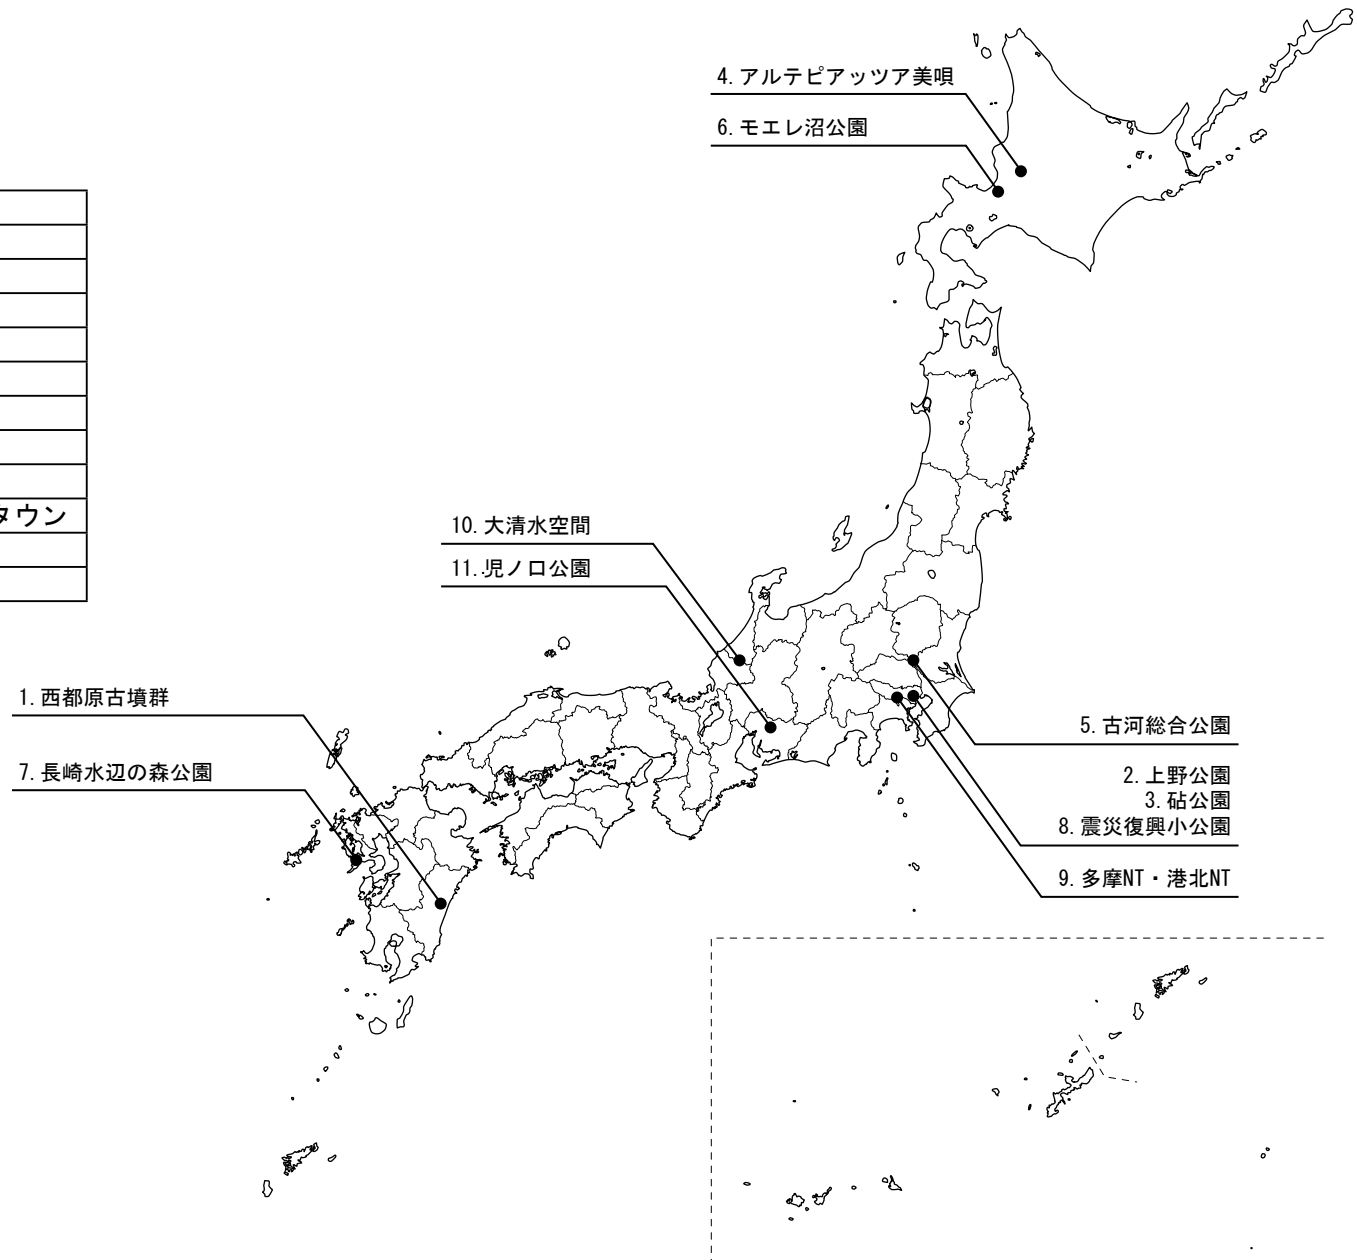 4. アルテピアッツア美唄
6. モエレ沼公園
タウン
10. 大清水空間
11. 児ノ口公園
1. 西都原古墳群
7. 長崎水辺の森公園
5. 古河総合公園
2. 上野公園
3. 砧公園
8. 震災復興小公園
9. 多摩NT・港北NT